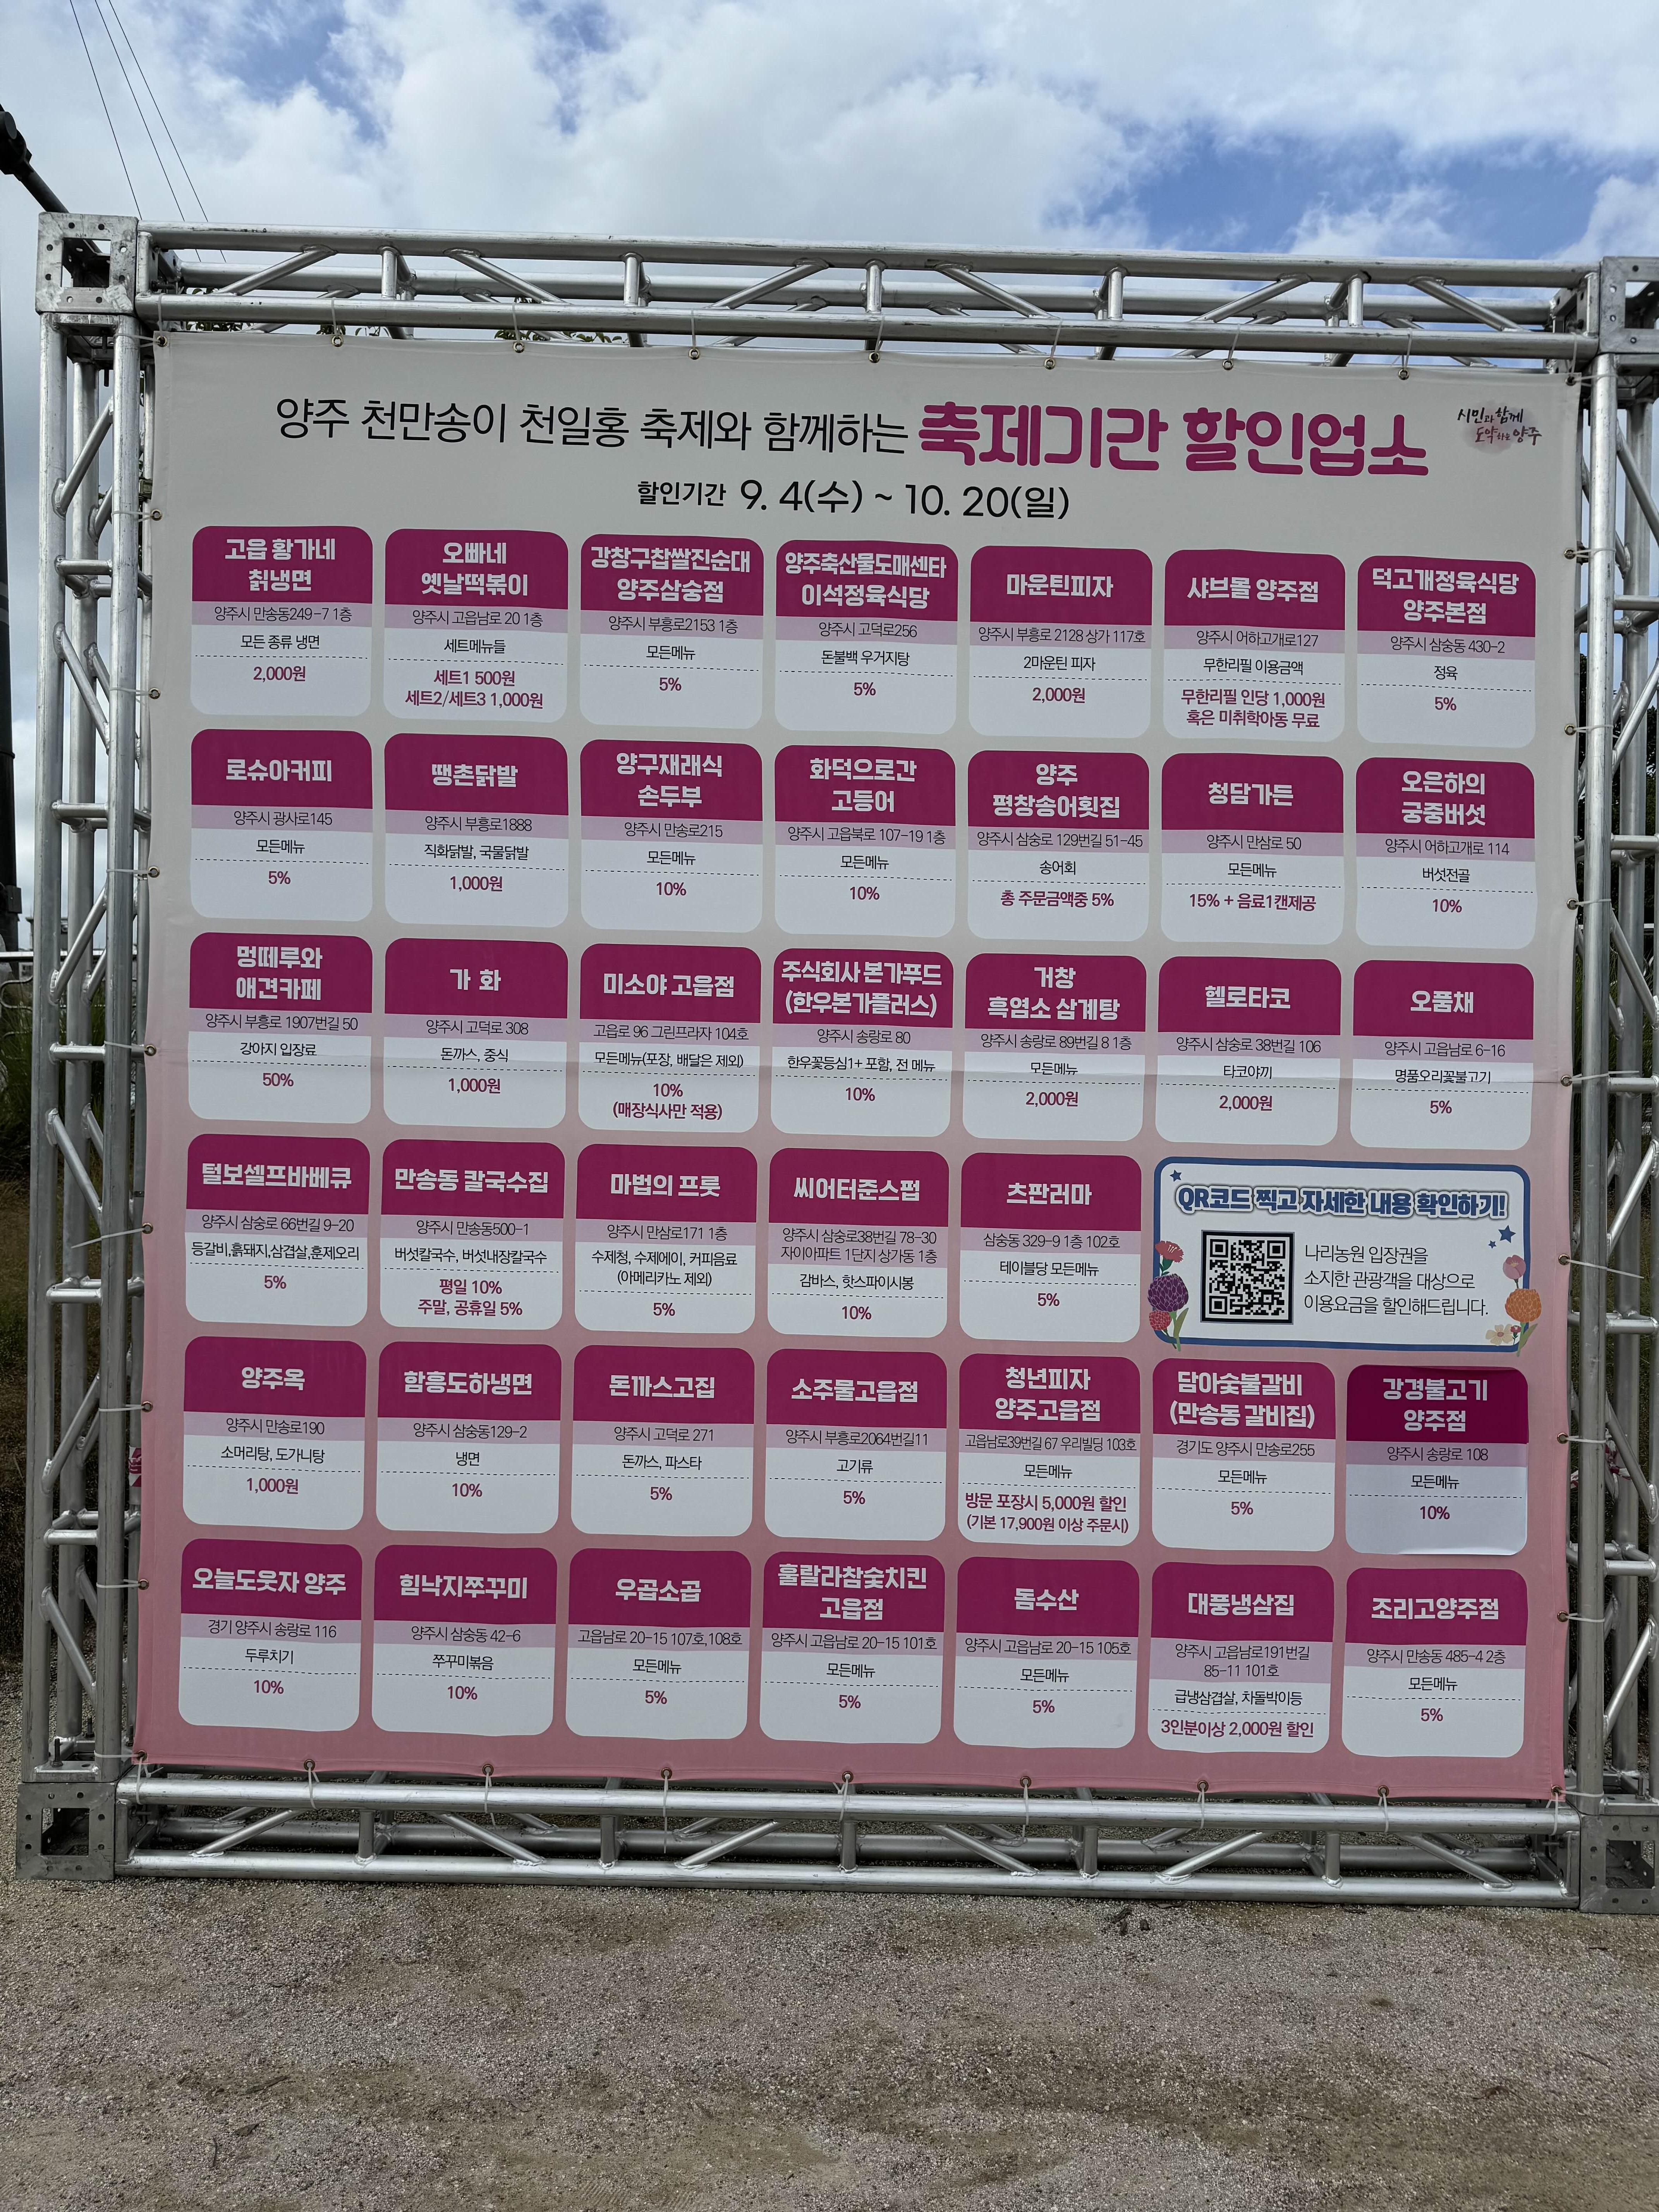 양주 천만송이 천일홍 축제와 함께하는 축제기간 할인업소
시민과 함께
도약하는 양주
할인기간 9. 4(수) ~ 10. 20(일)
고읍 황가네
칡냉면
양주시 만송동249-7 1층
모든 종류 냉면
2,000원
오빠네
옛날떡볶이
양주시 고읍남로 20 1층
세트메뉴들
세트1 500원
세트2/세트3 1,000원
강창구찹쌀진순대
양주삼숭점
양주시 부흥로2153 1층
모든메뉴
5%
양주축산물도매센타
이석정육식당
양주시 고덕로256
돈불백 우거지탕
5%
마운틴피자
양주시 부흥로 2128 상가 117호
2마운틴 피자
2,000원
샤브몰 양주점
양주시 어하고개로127
무한리필 이용금액
무한리필 인당 1,000원
혹은 미취학아동 무료
덕고개정육식당
양주본점
양주시 삼숭동 430-2
정육
5%
로슈아커피
양주시 광사로145
모든메뉴
5%
땡촌닭발
양주시 부흥로1888
직화닭발, 국물닭발
1,000원
양구재래식
손두부
양주시 만송로215
모든메뉴
10%
화덕으로간
고등어
양주시 고읍북로 107-19 1층
모든메뉴
10%
양주
평창송어횟집
양주시 삼숭로 129번길 51-45
송어회
총 주문금액중 5%
청담가든
양주시 만삼로 50
모든메뉴
15% + 음료1캔제공
오은하의
궁중버섯
양주시 어하고개로 114
버섯전골
10%
멍떼루와
애견카페
양주시 부흥로 1907번길 50
강아지 입장료
50%
가 화
양주시 고덕로 308
돈까스, 중식
1,000원
미소야 고읍점
고읍로 96 그린프라자 104호
모든메뉴(포장, 배달은 제외)
10%
(매장식사만 적용)
주식회사 본가푸드
(한우본가플러스)
양주시 송랑로 80
한우꽃등심1+ 포함, 전 메뉴
10%
거창
흑염소 삼계탕
양주시 송랑로 89번길 8 1층
모든메뉴
2,000원
헬로타코
양주시 삼숭로 38번길 106
타코야끼
2,000원
오품채
양주시 고읍남로 6-16
명품오리꽃불고기
5%
털보셀프바베큐
양주시 삼숭로 66번길 9-20
등갈비,흙돼지,삼겹살,훈제오리
5%
만송동 칼국수집
양주시 만송동500-1
버섯칼국수, 버섯내장칼국수
평일 10%
주말, 공휴일 5%
마법의 프룻
양주시 만삼로171 1층
수제청, 수제에이, 커피음료
(아메리카노 제외)
5%
씨어터준스펍
양주시 삼숭로38번길 78-30
자이아파트 1단지 상가동 1층
감바스, 핫스파이시봉
10%
츠판러마
삼숭동 329-9 1층 102호
테이블당 모든메뉴
5%
QR코드 찍고 자세한 내용 확인하기!
나리농원 입장권을
소지한 관광객을 대상으로
이용요금을 할인해드립니다.
양주옥
양주시 만송로190
소머리탕, 도가니탕
1,000원
함흥도하냉면
양주시 삼숭동129-2
냉면
10%
돈까스고집
양주시 고덕로 271
돈까스, 파스타
5%
소주물고읍점
양주시 부흥로2064번길11
고기류
5%
청년피자
양주고읍점
고읍남로39번길 67 우리빌딩 103호
모든메뉴
방문 포장시 5,000원 할인
(기본 17,900원 이상 주문시)
담아숯불갈비
(만송동 갈비집)
경기도 양주시 만송로255
모든메뉴
5%
강경불고기
양주점
양주시 송랑로 108
모든메뉴
10%
오늘도웃자 양주
경기 양주시 송랑로 116
두루치기
10%
힘낙지쭈꾸미
양주시 삼숭동 42-6
쭈꾸미볶음
10%
우곱소곱
고읍남로 20-15 107호,108호
모든메뉴
5%
훌랄라참숯치킨
고읍점
양주시 고읍남로 20-15 101호
모든메뉴
5%
돔수산
양주시 고읍남로 20-15 105호
모든메뉴
5%
대풍냉삼집
양주시 고읍남로191번길
85-11 101호
급냉삼겹살, 차돌박이등
3인분이상 2,000원 할인
조리고양주점
양주시 만송동 485-4 2층
모든메뉴
5%